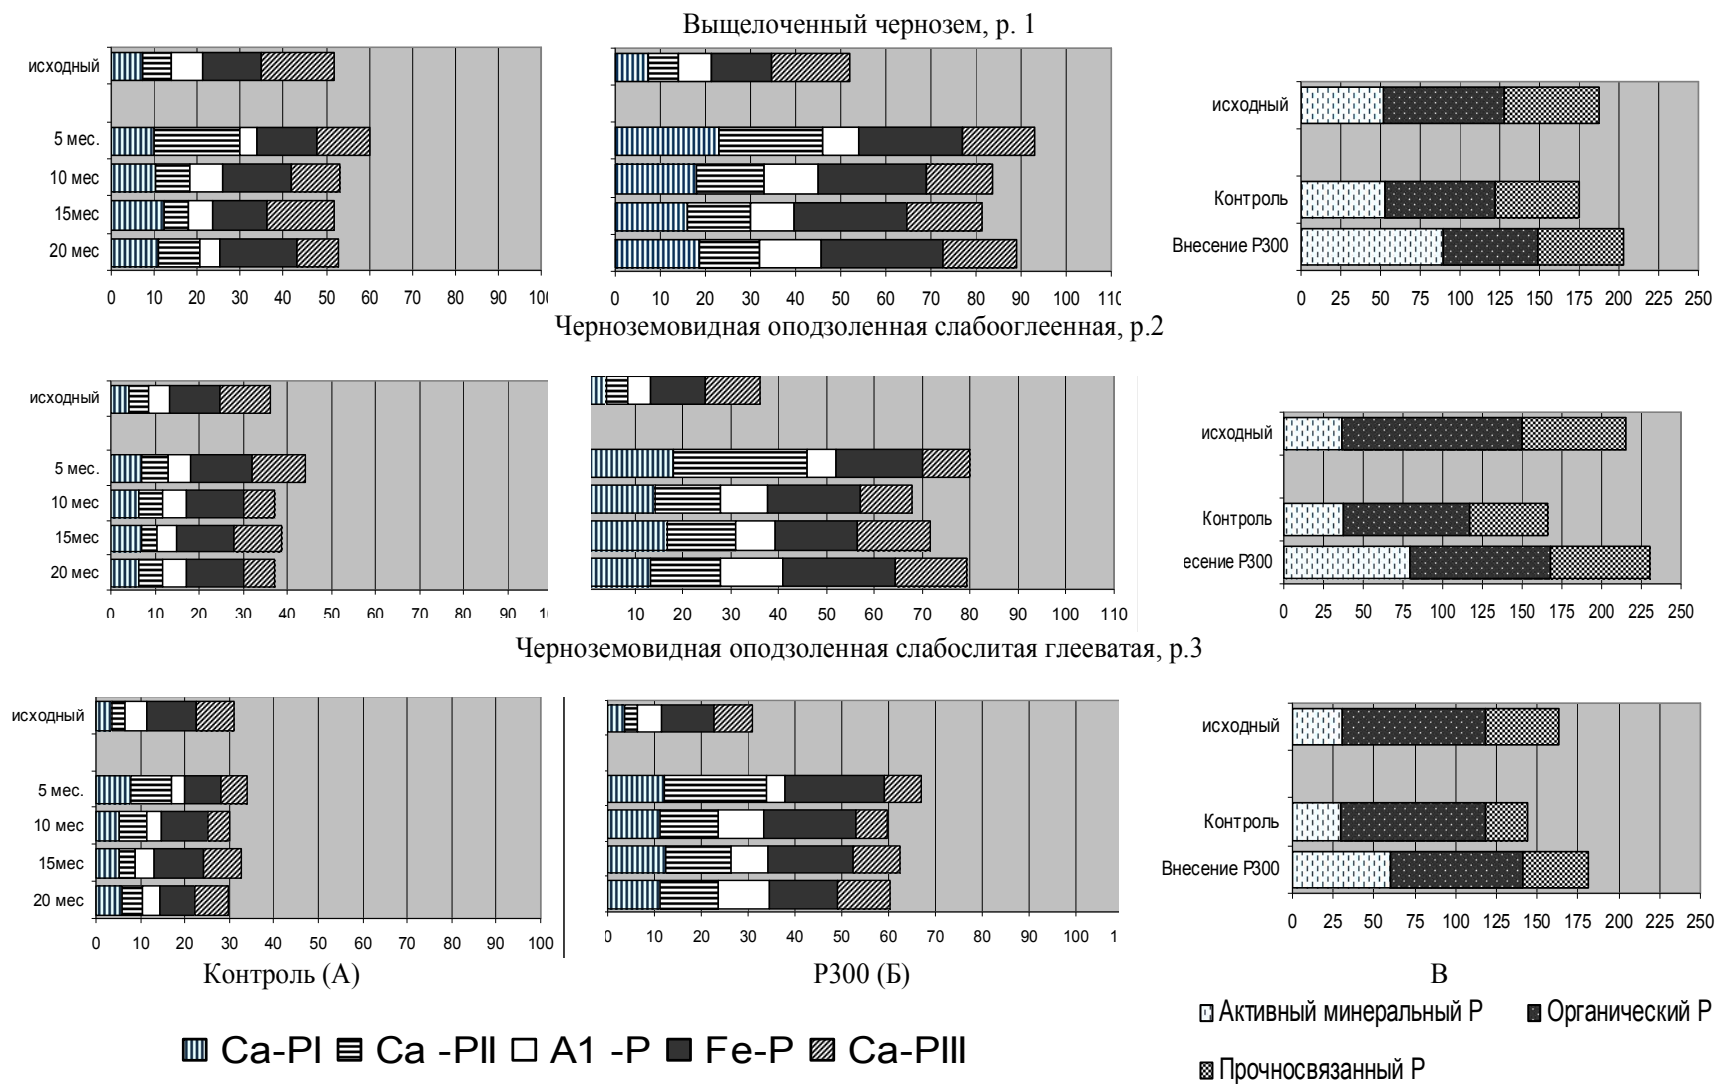 Выщелоченный чернозем, р. 1
исходный
5 мес.
10 мес
15мес
20 мес
0 10 20 30 40 50 60 70 80 90 100
0 10 20 30 40 50 60 70 80 90 100 110
исходный
Контроль
Внесение Р300
0 25 50 75 100 125 150 175 200 225 250
Черноземовидная оподзоленная слабооглеенная, р.2
исходный
5 мес.
10 мес
15мес
20 мес
0 10 20 30 40 50 60 70 80 90
10 20 30 40 50 60 70 80 90 100 110
исходный
Контроль
есение Р300
0 25 50 75 100 125 150 175 200 225 250
Черноземовидная оподзоленная слабослитая глееватая, р.3
исходный
5 мес.
10 мес
15мес
20 мес
0 10 20 30 40 50 60 70 80 90 100
0 10 20 30 40 50 60 70 80 90 100
исходный
Контроль
Внесение Р300
0 25 50 75 100 125 150 175 200 225 250
Контроль (А) Р300 (Б) В
Ca-PI Ca -PII A1 -P Fe-P Ca-PIII
Активный минеральный Р Органический Р
Прочносвязанный Р